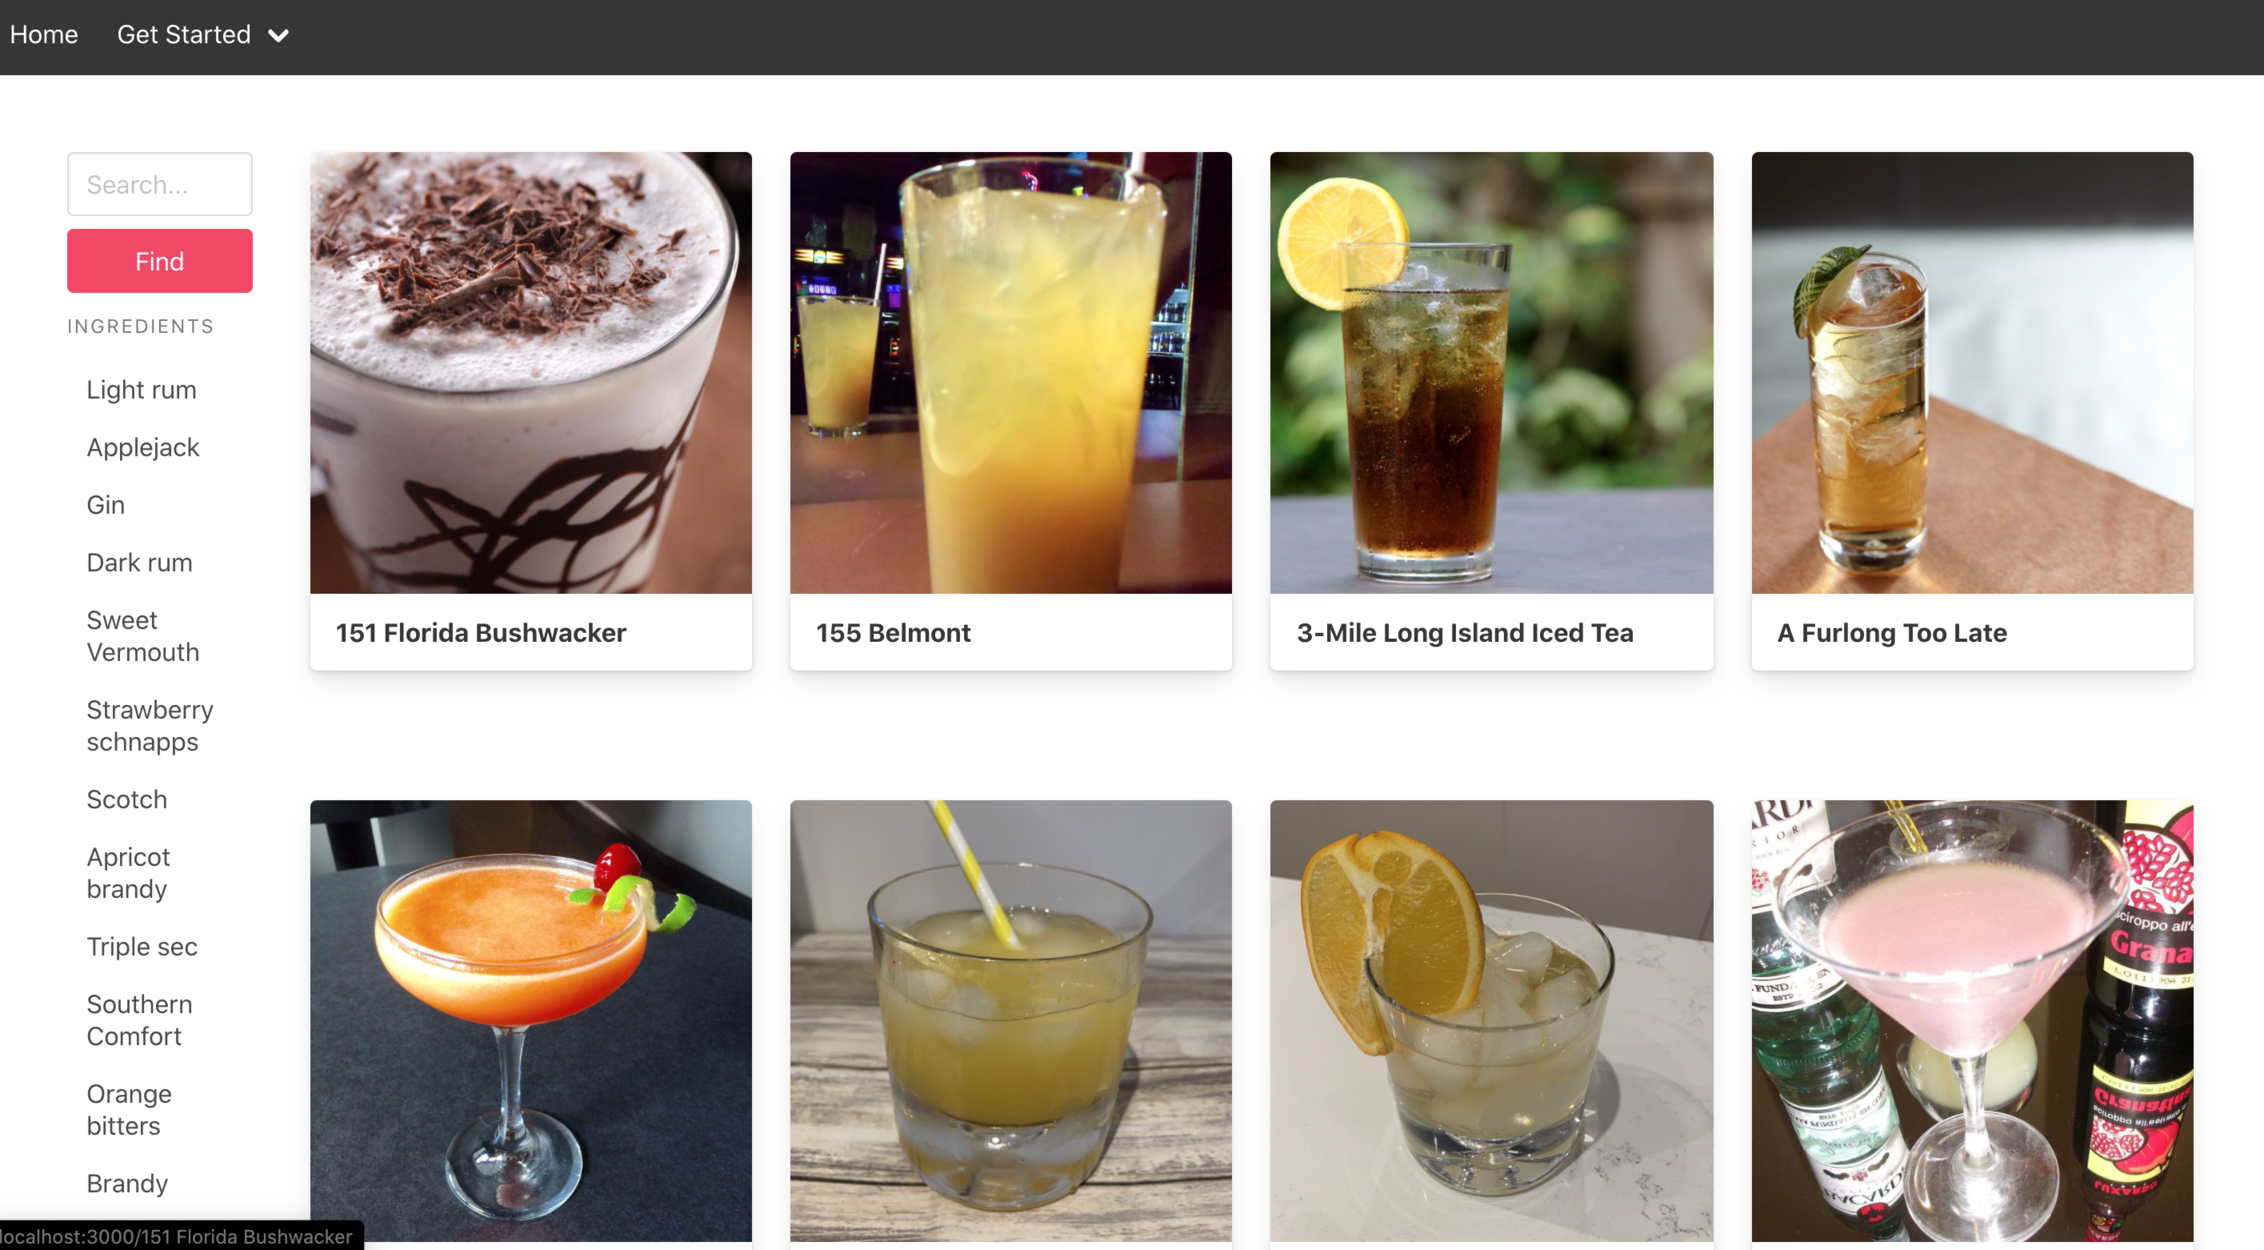 Home
Get Started
Search...
Find
INGREDIENTS
Light rum
Applejack
Gin
Dark rum
Sweet
Vermouth
Strawberry
schnapps
Scotch
Apricot
brandy
Triple sec
Southern
Comfort
Orange
bitters
Brandy
151 Florida Bushwacker
155 Belmont
3-Mile Long Island Iced Tea
A Furlong Too Late
sciroppo all'
Grana
localhost:3000/151 Florida Bushwacker